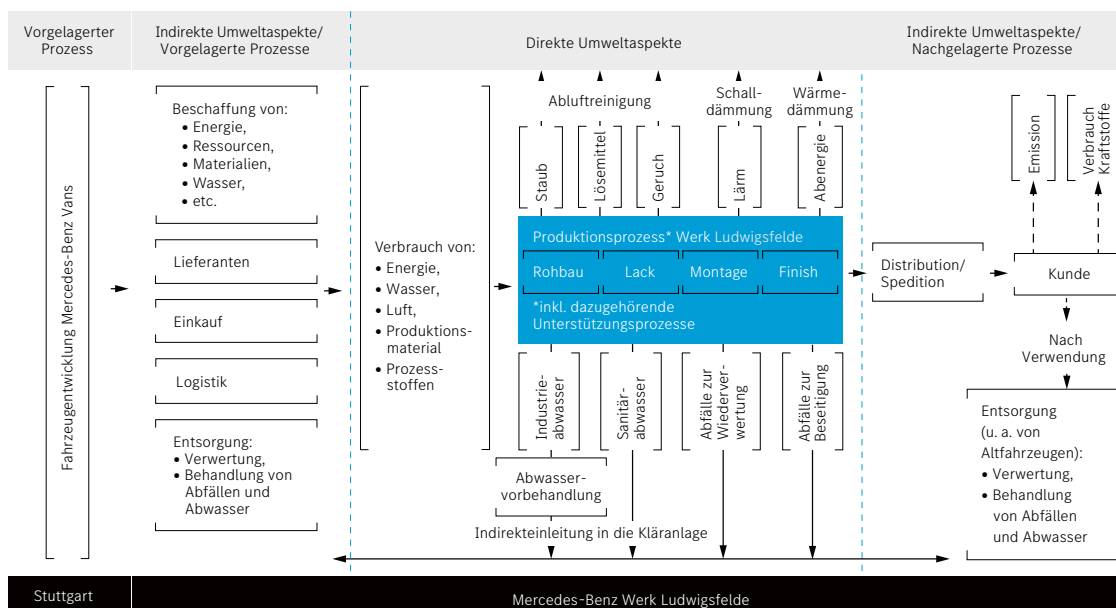 Vorgelagerter
Prozess
Indirekte Umweltaspekte/
Vorgelagerte Prozesse
Direkte Umweltaspekte
Indirekte Umweltaspekte/
Nachgelagerte Prozesse
Fahrzeugentwicklung Mercedes-Benz Vans
Beschaffung von:
• Energie,
• Ressourcen,
• Materialien,
• Wasser,
• etc.
Lieferanten
Einkauf
Logistik
Entsorgung:
• Verwertung,
• Behandlung von
Abfällen und
Abwasser
Verbrauch von:
• Energie,
• Wasser,
• Luft,
• Produktions-
material
• Prozess-
stoffen
Abluftreinigung
Schall-
dämmung
Wärme-
dämmung
Staub
Lösemittel
Geruch
Lärm
Abenergie
Produktionsprozess* Werk Ludwigsfelde
Rohbau
Lack
Montage
Finish
*inkl. dazugehörende
Unterstützungsprozesse
Industrie-
abwasser
Sanitär-
abwasser
Abfälle zur
Wiederver-
wertung
Abfälle zur
Beseitigung
Abwasser-
vorbehandlung
Indirekteinleitung in die Kläranlage
Distribution/
Spedition
Emission
Verbrauch
Kraftstoffe
Kunde
Nach
Verwendung
Entsorgung
(u. a. von
Altfahrzeugen):
• Verwertung,
• Behandlung
von Abfällen
und Abwasser
Stuttgart
Mercedes-Benz Werk Ludwigsfelde